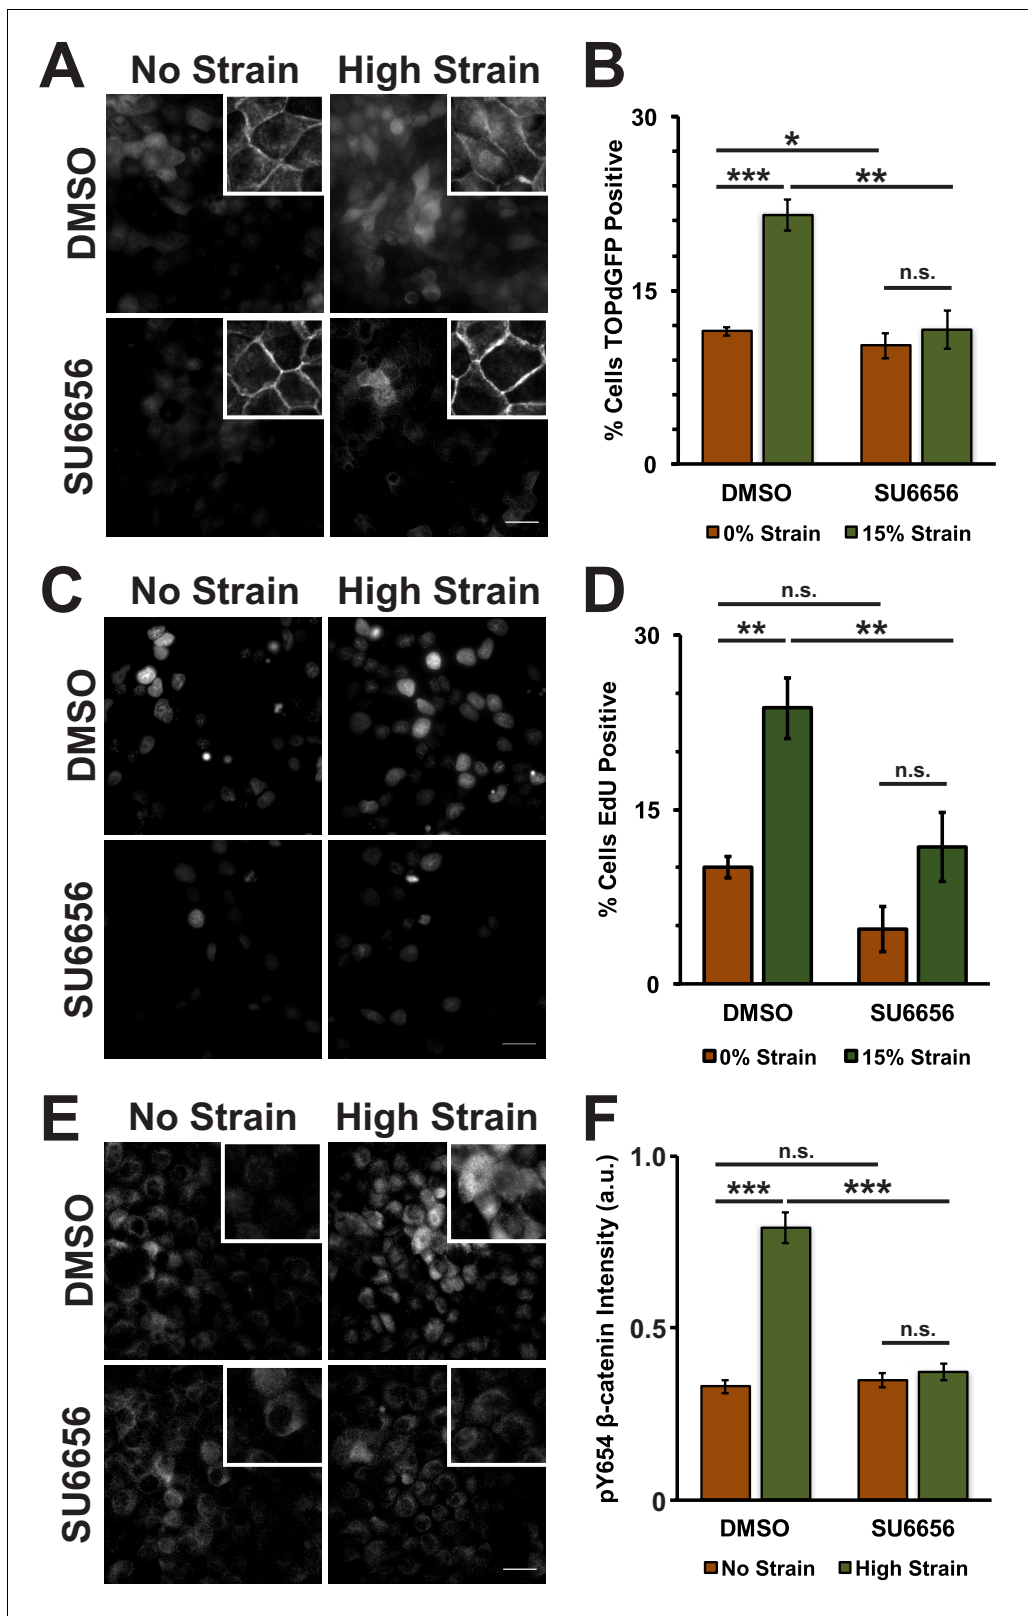 A
No Strain High Strain
DMSO
SU6656
B
% Cells TOPdGFP Positive
30
15
0
*
*** **
n.s.
DMSO SU6656
0% Strain 15% Strain
C
No Strain High Strain
DMSO
SU6656
D
% Cells EdU Positive
30
15
0
n.s.
** **
n.s.
DMSO SU6656
0% Strain 15% Strain
E
No Strain High Strain
DMSO
SU6656
F
pY654 β-catenin Intensity (a.u.)
1.0
0.5
0
n.s.
*** ***
n.s.
DMSO SU6656
No Strain High Strain